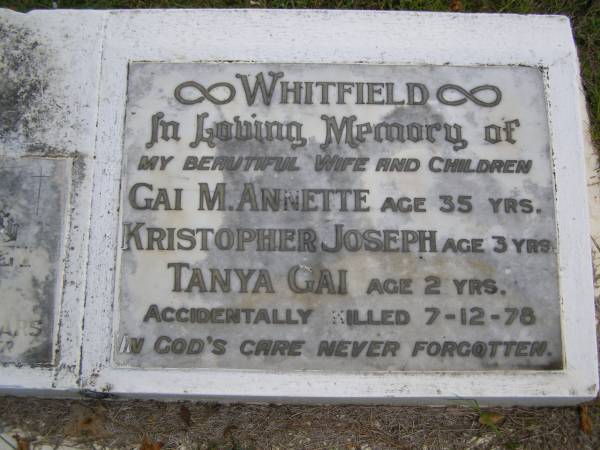 WHITFIELD
In Loving Memory of
MY BEAUTIFUL WIFE AND CHILDREN
GAI M. ANNETTE AGE 35 YRS.
KRISTOPHER JOSEPH AGE 3 YRS.
TANYA GAI AGE 2 YRS.
ACCIDENTALLY KILLED 7-12-78
IN GOD'S CARE NEVER FORGOTTEN.